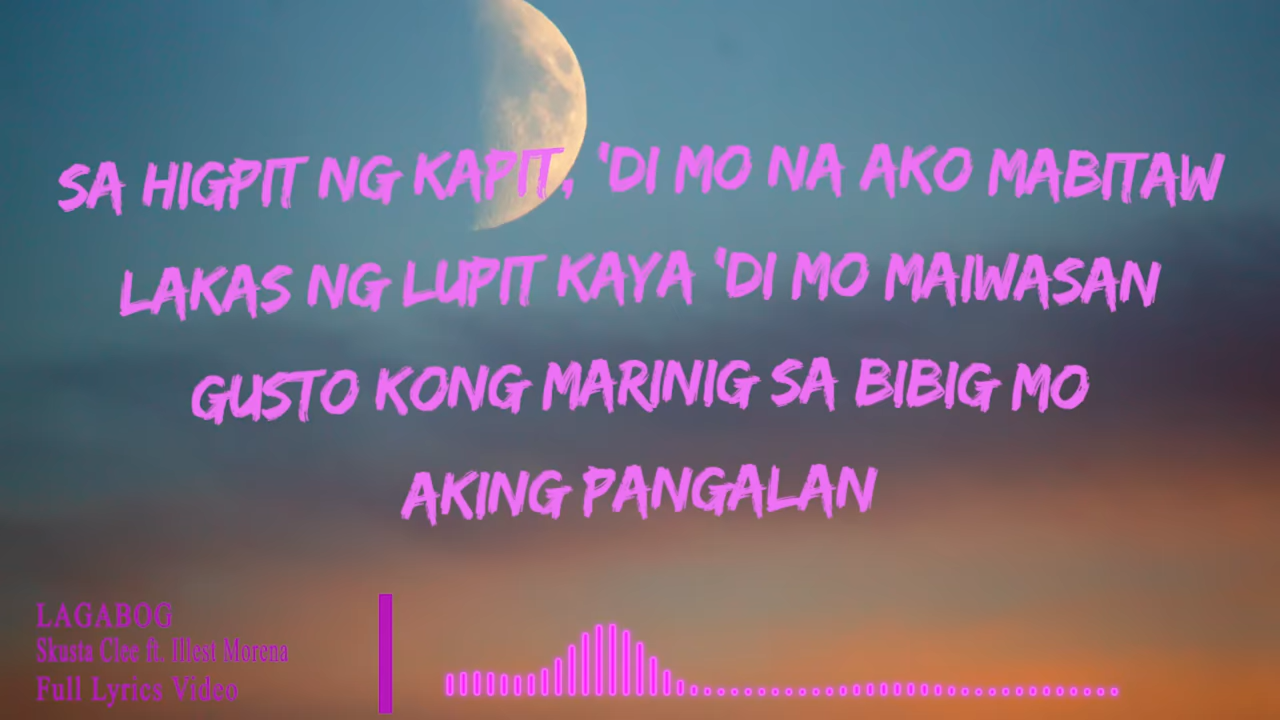 SA HIGPIT NG KAPIT, 'DI MO NA AKO MABITAW
LAKAS NG LUPIT KAYA 'DI MO MAIWASAN
GUSTO KONG MARINIG SA BIBIG MO
AKING PANGALAN
LAGABOG
Skusta Clee ft. Illest Morena
Full Lyrics Video